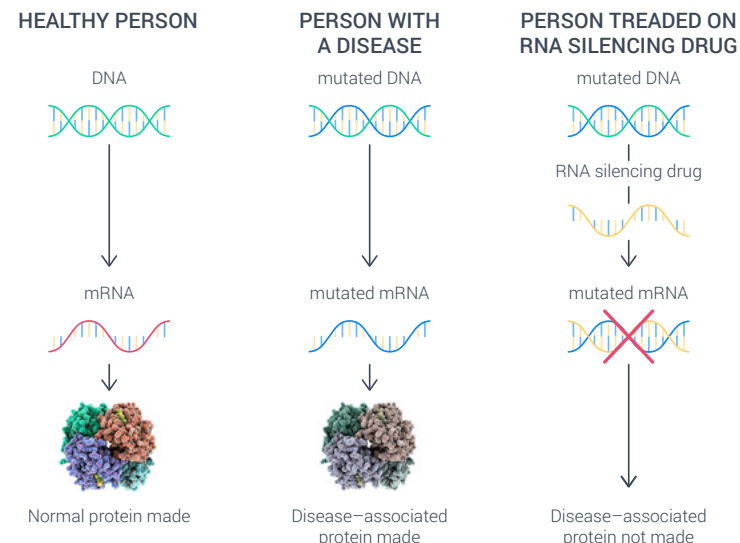 HEALTHY PERSON
DNA
mRNA
Normal protein made
PERSON WITH
A DISEASE
mutated DNA
mutated mRNA
Disease–associated
protein made
PERSON TREADED ON
RNA SILENCING DRUG
mutated DNA
RNA silencing drug
mutated mRNA
Disease–associated
protein not made